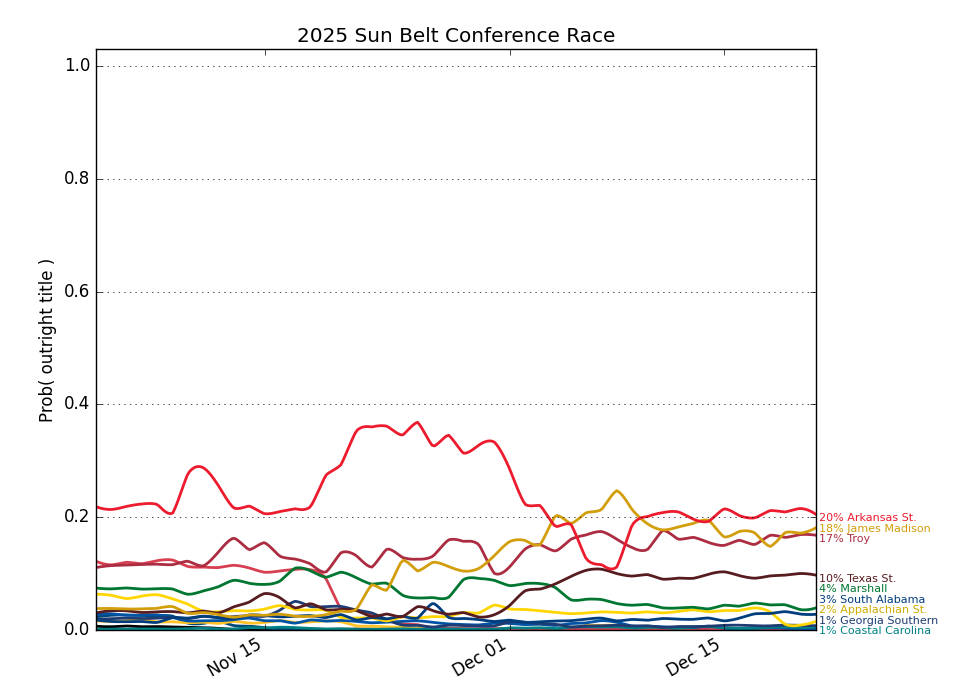 2025 Sun Belt Conference Race
Prob( outright title )
1.0
0.8
0.6
0.4
0.2
0.0
Nov 15
Dec 01
Dec 15
20% Arkansas St.
18% James Madison
17% Troy
10% Texas St.
4% Marshall
3% South Alabama
2% Appalachian St.
1% Georgia Southern
1% Coastal Carolina